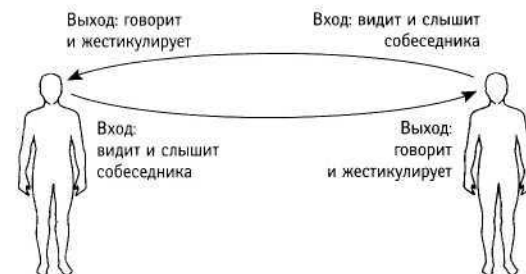 Выход: говорит
и жестикулирует
Вход: видит и слышит
собеседника
Вход:
видит и слышит
собеседника
Выход:
говорит
и жестикулирует